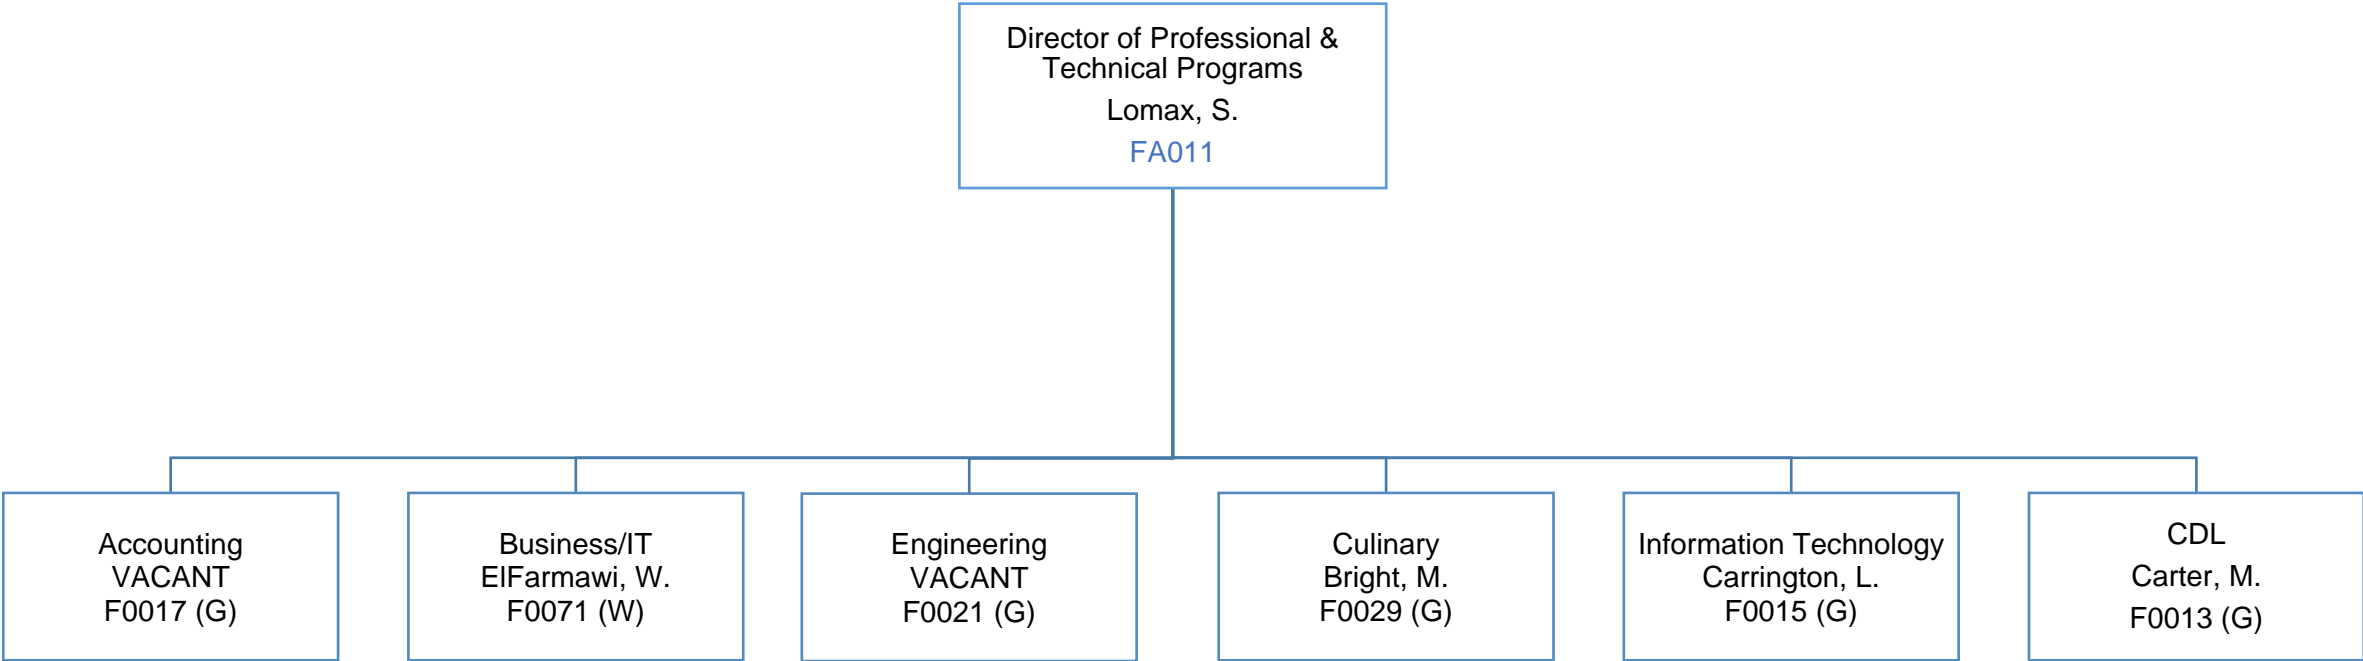 Director of Professional &
Technical Programs
Lomax, S.
FA011
Accounting
VACANT
F0017 (G)
Business/IT
ElFarmawi, W.
F0071 (W)
Engineering
VACANT
F0021 (G)
Culinary
Bright, M.
F0029 (G)
Information Technology
Carrington, L.
F0015 (G)
CDL
Carter, M.
F0013 (G)